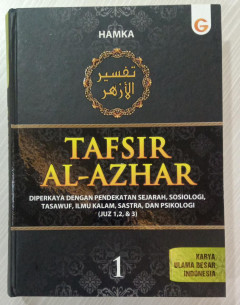 G
HAMKA
تفسير
الأزهر
TAFSIR
AL-AZHAR
DIPERKAYA DENGAN PENDEKATAN SEJARAH, SOSIOLOGI,
TASAWUF, ILMU KALAM, SASTRA, DAN PSIKOLOGI
(JUZ 1,2, & 3)
1
KARYA
ULAMA BESAR
INDONESIA